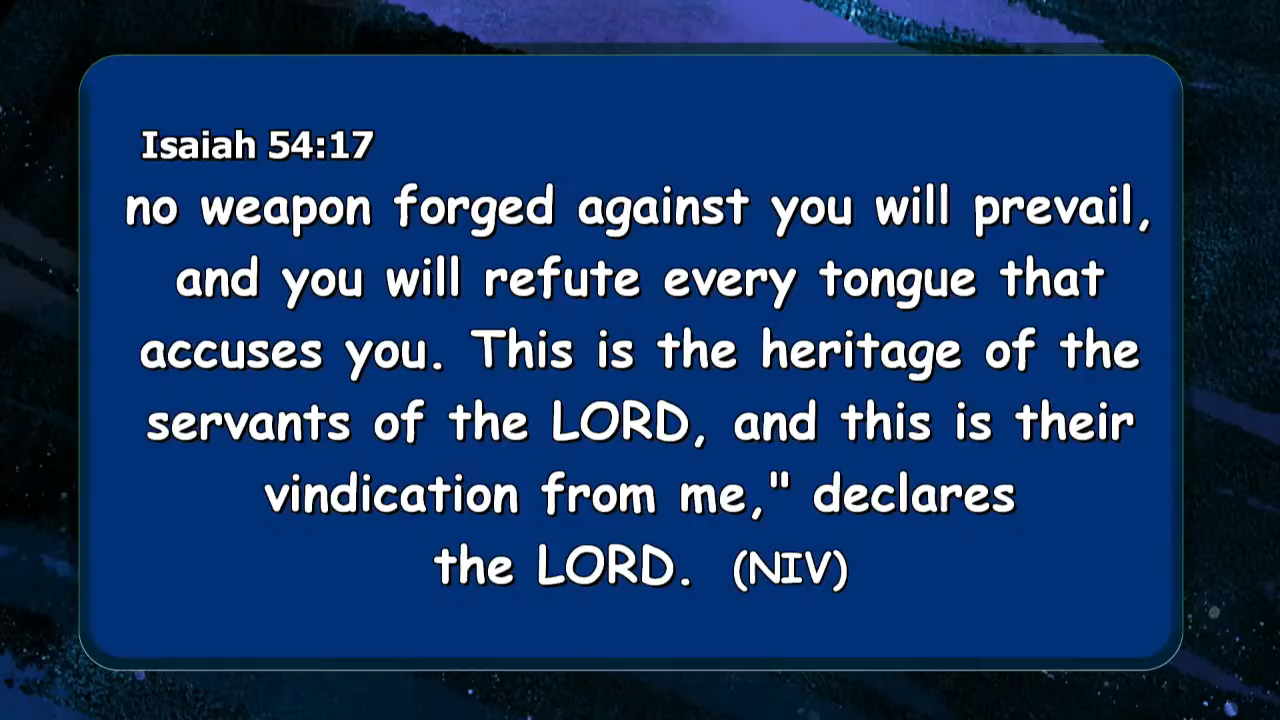 Isaiah 54:17
no weapon forged against you will prevail,
and you will refute every tongue that
accuses you. This is the heritage of the
servants of the LORD, and this is their
vindication from me," declares
the LORD. (NIV)